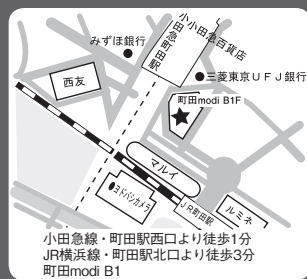 みずほ銀行
小田急町田駅
小小田急百貨店
三菱東京ＵＦＪ銀行
西友
町田modi B1F
マルイ
ヨドバシカメラ
ＪＲ町田駅
ルミネ
小田急線・町田駅西口より徒歩1分
JR横浜線・町田駅北口より徒歩3分
町田modi B1